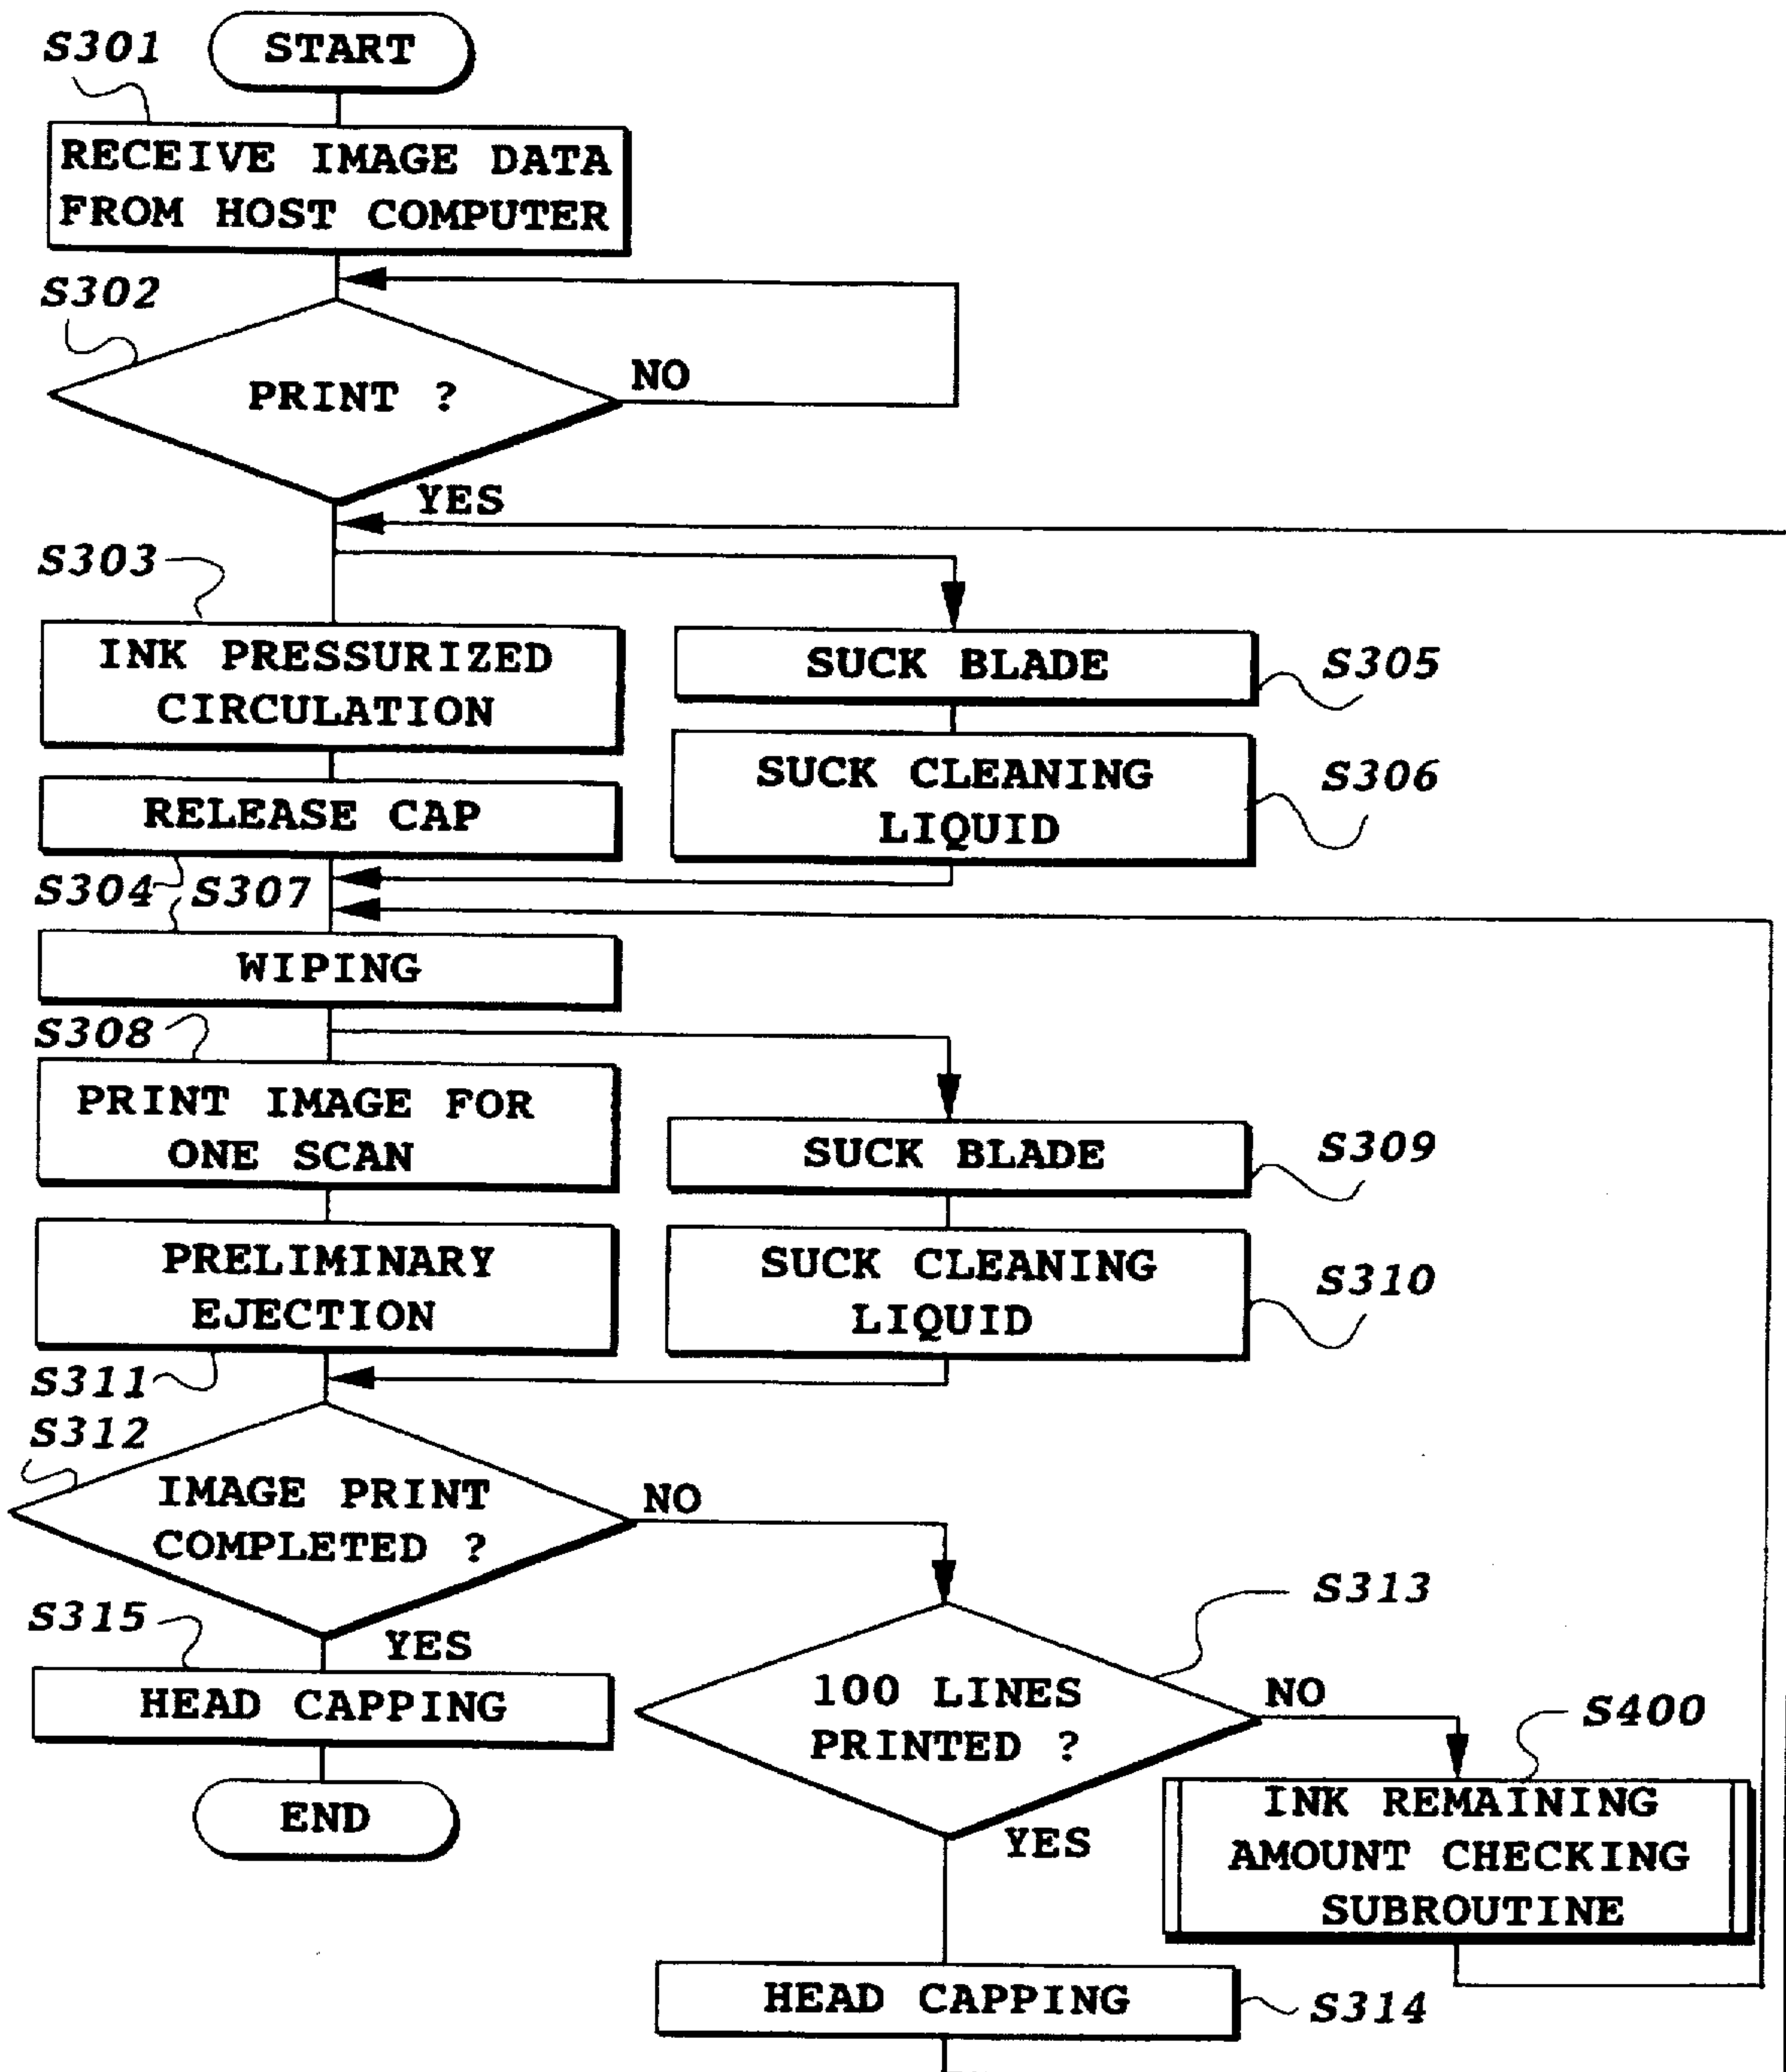 S301
START
RECEIVE IMAGE DATA
FROM HOST COMPUTER
S302
PRINT ?
NO
YES
S303
INK PRESSURIZED
CIRCULATION
SUCK BLADE
S305
RELEASE CAP
SUCK CLEANING
LIQUID
S306
S304
S307
WIPING
S308
PRINT IMAGE FOR
ONE SCAN
SUCK BLADE
S309
PRELIMINARY
EJECTION
SUCK CLEANING
LIQUID
S310
S311
S312
IMAGE PRINT
COMPLETED ?
NO
S313
S315
YES
HEAD CAPPING
100 LINES
PRINTED ?
NO
S400
END
YES
INK REMAINING
AMOUNT CHECKING
SUBROUTINE
HEAD CAPPING
S314